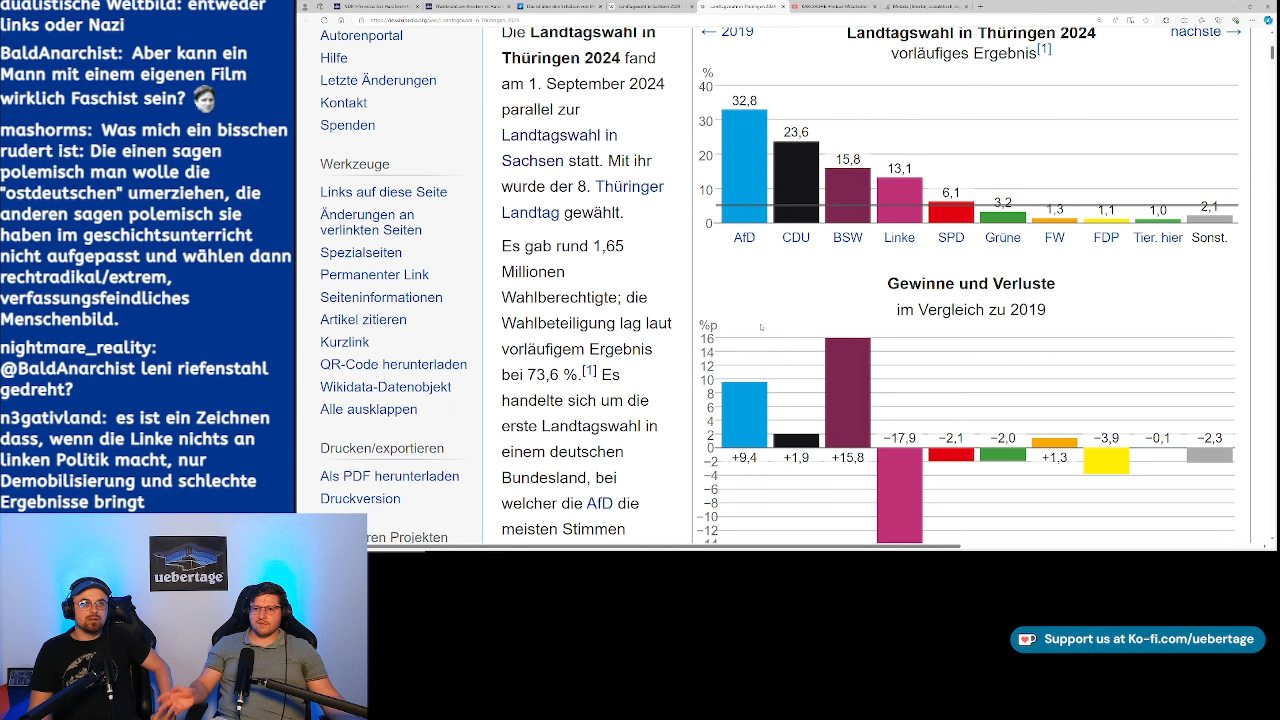 dualistische Weltbild: entweder
links oder Nazi
BaldAnarchist: Aber kann ein
Mann mit einem eigenen Film
wirklich Faschist sein?
mashorms: Was mich ein bisschen
rudert ist: Die einen sagen
polemisch man wolle die
"ostdeutschen" umerziehen, die
anderen sagen polemisch sie
haben im geschichtsunterricht
nicht aufgepasst und wählen dann
rechtradikal/extrem,
verfassungsfeindliches
Menschenbild.
nightmare_reality:
@BaldAnarchist leni riefenstahl
gedreht?
n3gativland: es ist ein Zeichnen
dass, wenn die Linke nichts an
linken Politik macht, nur
Demobilisierung und schlechte
Ergebnisse bringt
Autorenportal
Hilfe
Letzte Änderungen
Kontakt
Spenden
Werkzeuge
Links auf diese Seite
Änderungen an
verlinkten Seiten
Spezialseiten
Permanenter Link
Seiteninformationen
Artikel zitieren
Kurzlink
QR-Code herunterladen
Wikidata-Datenobjekt
Alle ausklappen
Drucken/exportieren
Als PDF herunterladen
Druckversion
ren Projekten
Die Landtagswahl in
Thüringen 2024 fand
am 1. September 2024
parallel zur
Landtagswahl in
Sachsen statt. Mit ihr
wurde der 8. Thüringer
Landtag gewählt.
Es gab rund 1,65
Millionen
Wahlberechtigte; die
Wahlbeteiligung lag laut
vorläufigem Ergebnis
bei 73,6 %.[1] Es
handelte sich um die
erste Landtagswahl in
einem deutschen
Bundesland, bei
welcher die AfD die
meisten Stimmen
← 2019 Landtagswahl in Thüringen 2024 nächste →
vorläufiges Ergebnis[1]
%
40
30
20
10
0
32,8 23,6 15,8 13,1 6,1 3,2 1,3 1,1 1,0 2,1
AfD CDU BSW Linke SPD Grüne FW FDP Tier. hier Sonst.
Gewinne und Verluste
im Vergleich zu 2019
%p
16
14
12
10
8
6
4
2
0
−2
−4
−6
−8
−10
−12
−14
+9,4 +1,9 +15,8 −17,9 −2,1 −2,0 +1,3 −3,9 −0,1 −2,3
uebertage
Support us at Ko-fi.com/uebertage